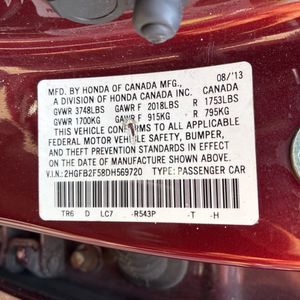 MFD. BY HONDA OF CANADA MFG., 08/'13
A DIVISION OF HONDA CANADA INC. CANADA
GVWR 3748LBS GAWR F 2018LBS R 1753LBS
GVWR 1700KG GAWR F 915KG R 795KG
THIS VEHICLE CONFORMS TO ALL APPLICABLE
FEDERAL MOTOR VEHICLE SAFETY, BUMPER,
AND THEFT PREVENTION STANDARDS IN EFFECT
ON THE DATE OF MANUFACTURE SHOWN ABOVE.
V.I.N.: 2HGFB2F58DH569720 TYPE: PASSENGER CAR
TR6 D LC7 -R543P -T -H